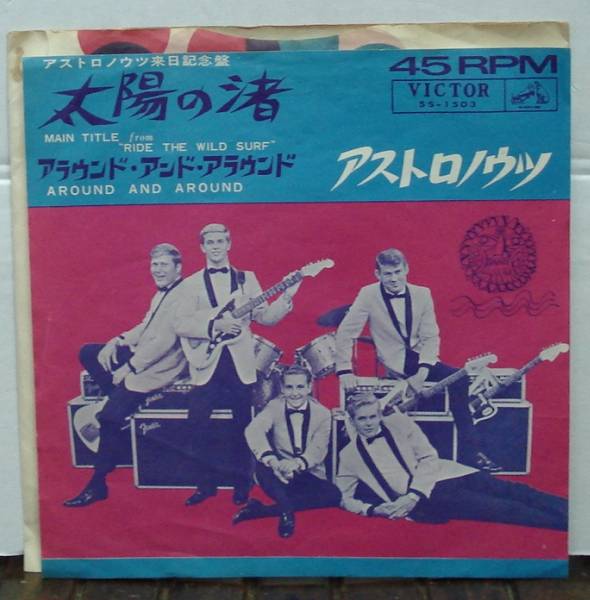 アストロノウツ来日記念盤
太陽の渚
MAIN TITLE from
"RIDE THE WILD SURF"
アラウンド・アンド・アラウンド
AROUND AND AROUND
45 RPM
VICTOR
SS-1503
アストロノウツ
Fender
Fender